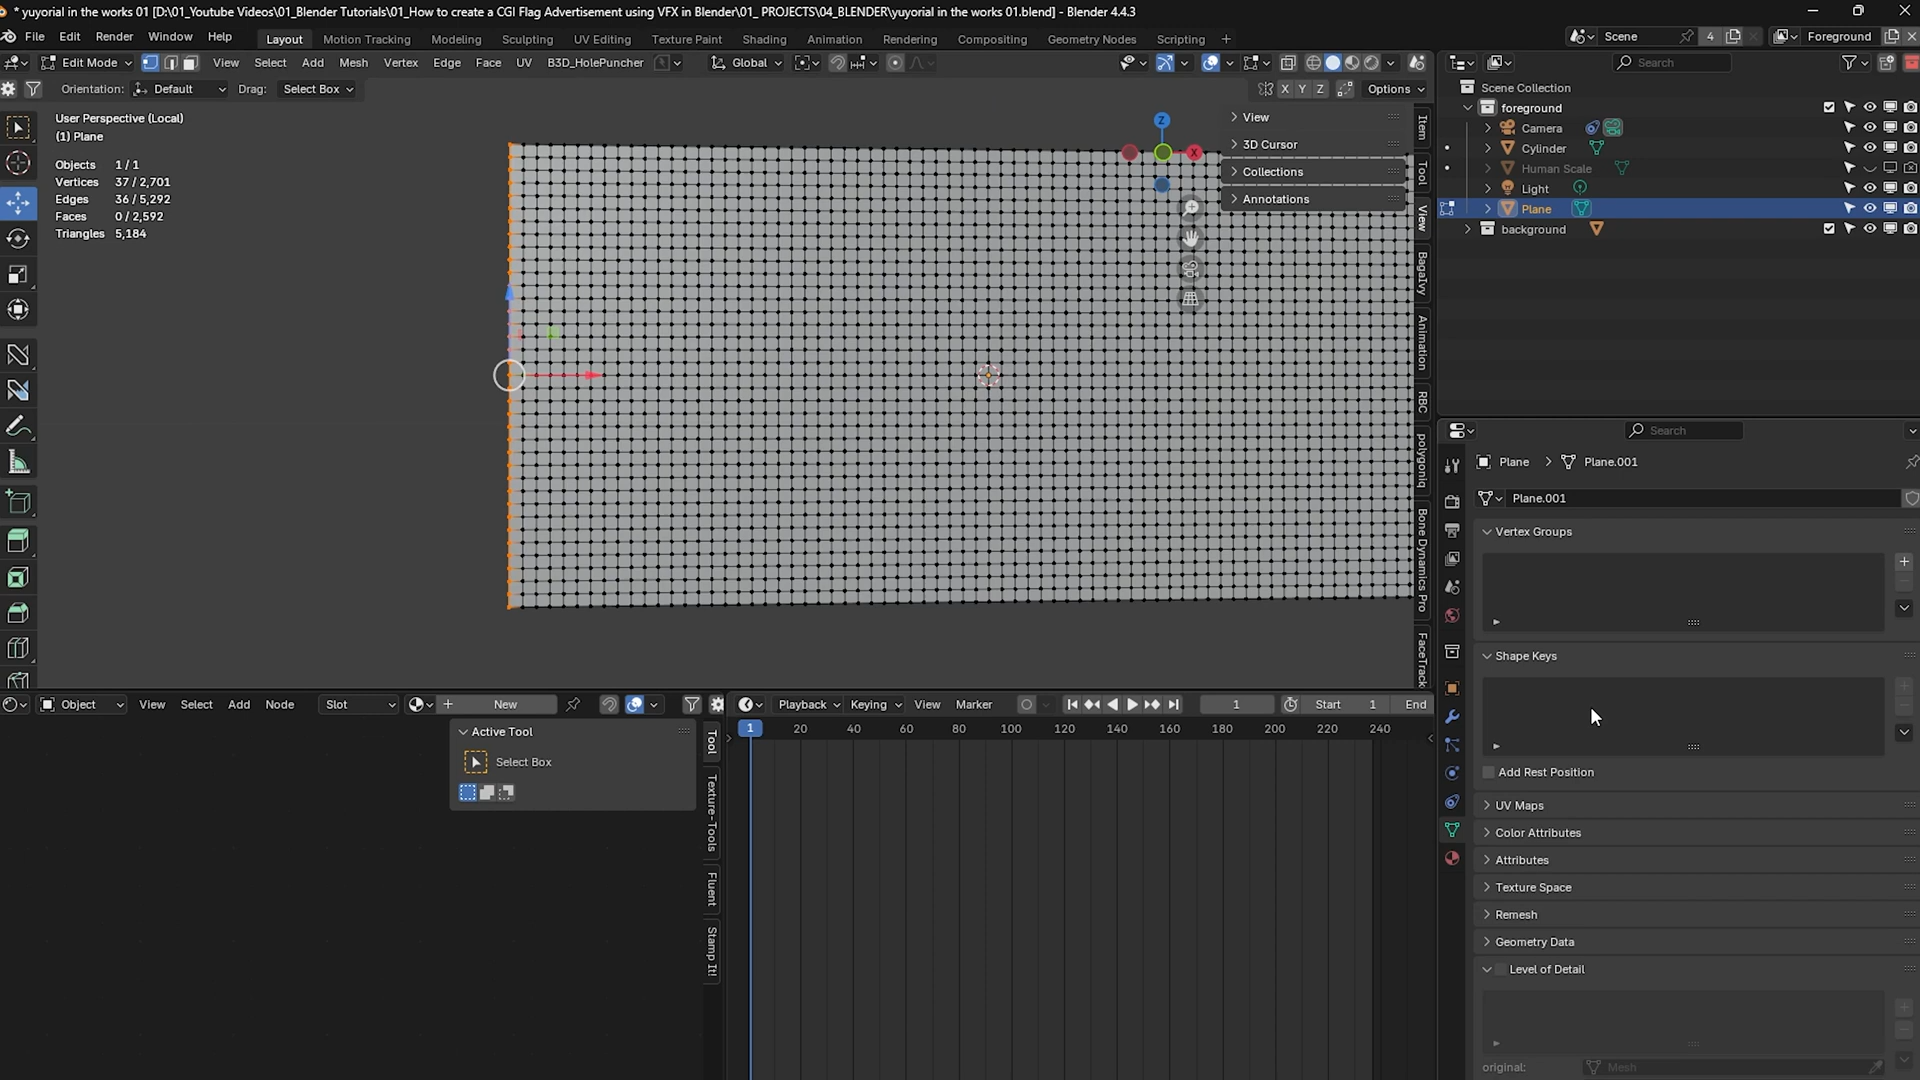 * yuyorial in the works 01 [D:\01_Youtube Videos\01_Blender Tutorials\01_How to create a CGI Flag Advertisement using VFX in Blender\01_ PROJECTS\04_BLENDER\yuyorial in the works 01.blend] - Blender 4.4.3
File Edit Render Window Help Layout Motion Tracking Modeling Sculpting UV Editing Texture Paint Shading Animation Rendering Compositing Geometry Nodes Scripting + Scene 4 Foreground
Edit Mode View Select Add Mesh Vertex Edge Face UV B3D_HolePuncher Global Search
Orientation: Default Drag: Select Box X Y Z Options
Scene Collection
foreground
Camera
Cylinder
Human Scale
Light
Plane
background
User Perspective (Local)
(1) Plane
Objects 1/1
Vertices 37/2,701
Edges 36/5,292
Faces 0/2,592
Triangles 5,184
Z
X
View
3D Cursor
Collections
Annotations
Item
Tool
View
BagaIvy
Animation
RBC
polygoniq
Bone Dynamics Pro
FaceTrack
Search
Plane > Plane.001
Plane.001
Vertex Groups
Shape Keys
Add Rest Position
UV Maps
Color Attributes
Attributes
Texture Space
Remesh
Geometry Data
Level of Detail
original: Mesh
Object View Select Add Node Slot + New
Active Tool
Select Box
Tool
Texture-Tools
Fluent
Stamp It!
Playback Keying View Marker 1 Start 1 End
1 20 40 60 80 100 120 140 160 180 200 220 240